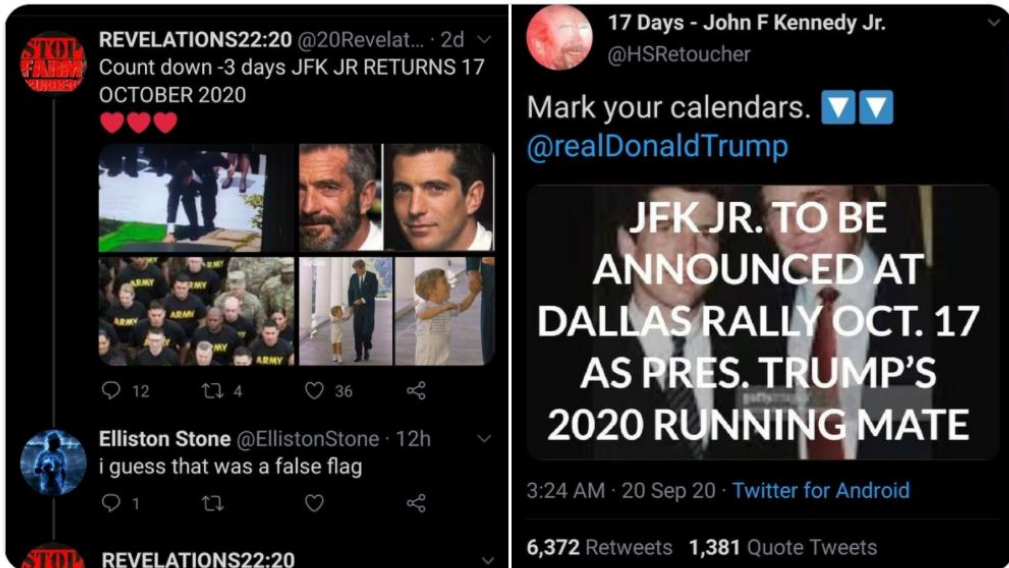 REVELATIONS22:20 @20Revelat... · 2d
Count down -3 days JFK JR RETURNS 17
OCTOBER 2020
ARMY
ARMY
ARMY
ARMY
ARMY
12
4
36
Elliston Stone @EllistonStone · 12h
i guess that was a false flag
1
STOP
REVELATIONS22:20
17 Days - John F Kennedy Jr.
@HSRetoucher
Mark your calendars.
@realDonaldTrump
JFK JR. TO BE
ANNOUNCED AT
DALLAS RALLY OCT. 17
AS PRES. TRUMP'S
2020 RUNNING MATE
3:24 AM · 20 Sep 20 · Twitter for Android
6,372 Retweets 1,381 Quote Tweets